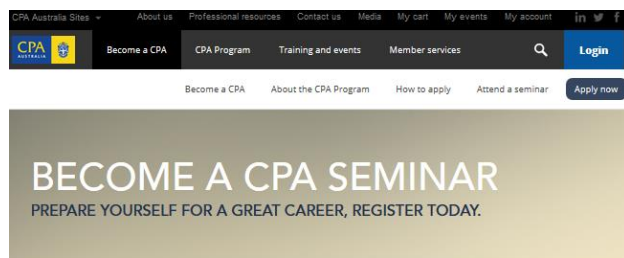 CPA Australia Sites About us Professional resources Contact us Media My cart My events My account in f
CPA AUSTRALIA Become a CPA CPA Program Training and events Member services Login
Become a CPA About the CPA Program How to apply Attend a seminar Apply now
BECOME A CPA SEMINAR
PREPARE YOURSELF FOR A GREAT CAREER, REGISTER TODAY.